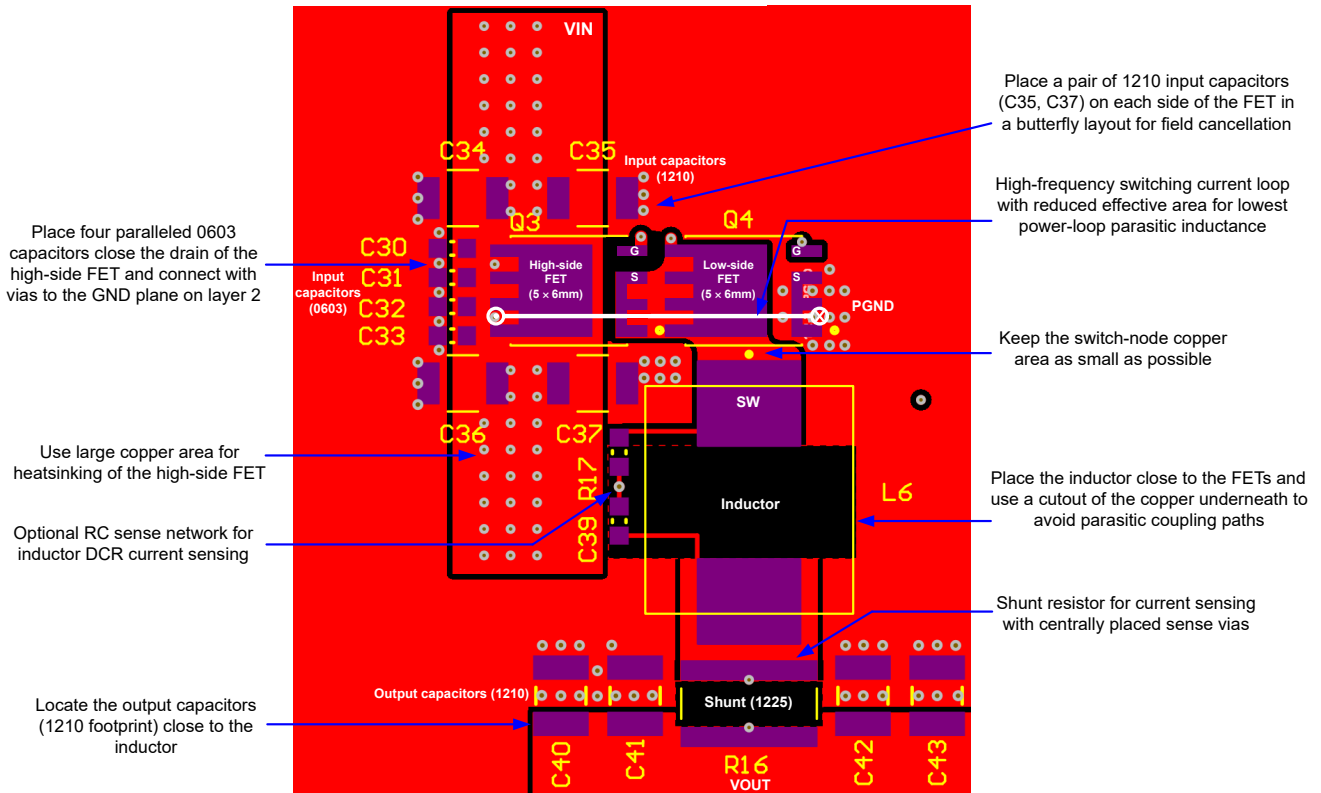 VIN
Place a pair of 1210 input capacitors
(C35, C37) on each side of the FET in
a butterfly layout for field cancellation
C34
C35
Input capacitors
(1210)
High-frequency switching current loop
with reduced effective area for lowest
power-loop parasitic inductance
Place four paralleled 0603
capacitors close the drain of the
high-side FET and connect with
vias to the GND plane on layer 2
Q3
Q4
C30
C31
C32
C33
Input
capacitors
(0603)
High-side
FET
(5 × 6mm)
G
S
Low-side
FET
(5 × 6mm)
G
S
PGND
Keep the switch-node copper
area as small as possible
SW
C36
C37
Use large copper area for
heatsinking of the high-side FET
R17
Inductor
L6
Place the inductor close to the FETs and
use a cutout of the copper underneath to
avoid parasitic coupling paths
Optional RC sense network for
inductor DCR current sensing
C39
Shunt resistor for current sensing
with centrally placed sense vias
Output capacitors (1210)
Shunt (1225)
Locate the output capacitors
(1210 footprint) close to the
inductor
C40
C41
R16
VOUT
C42
C43